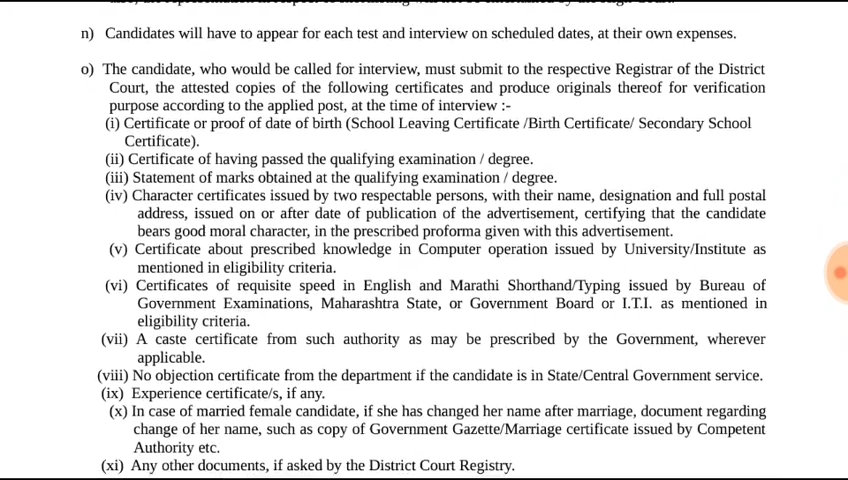 n) Candidates will have to appear for each test and interview on scheduled dates, at their own expenses.
o) The candidate, who would be called for interview, must submit to the respective Registrar of the District
Court, the attested copies of the following certificates and produce originals thereof for verification
purpose according to the applied post, at the time of interview :-
(i) Certificate or proof of date of birth (School Leaving Certificate /Birth Certificate/ Secondary School
Certificate).
(ii) Certificate of having passed the qualifying examination / degree.
(iii) Statement of marks obtained at the qualifying examination / degree.
(iv) Character certificates issued by two respectable persons, with their name, designation and full postal
address, issued on or after date of publication of the advertisement, certifying that the candidate
bears good moral character, in the prescribed proforma given with this advertisement.
(v) Certificate about prescribed knowledge in Computer operation issued by University/Institute as
mentioned in eligibility criteria.
(vi) Certificates of requisite speed in English and Marathi Shorthand/Typing issued by Bureau of
Government Examinations, Maharashtra State, or Government Board or I.T.I. as mentioned in
eligibility criteria.
(vii) A caste certificate from such authority as may be prescribed by the Government, wherever
applicable.
(viii) No objection certificate from the department if the candidate is in State/Central Government service.
(ix) Experience certificate/s, if any.
(x) In case of married female candidate, if she has changed her name after marriage, document regarding
change of her name, such as copy of Government Gazette/Marriage certificate issued by Competent
Authority etc.
(xi) Any other documents, if asked by the District Court Registry.